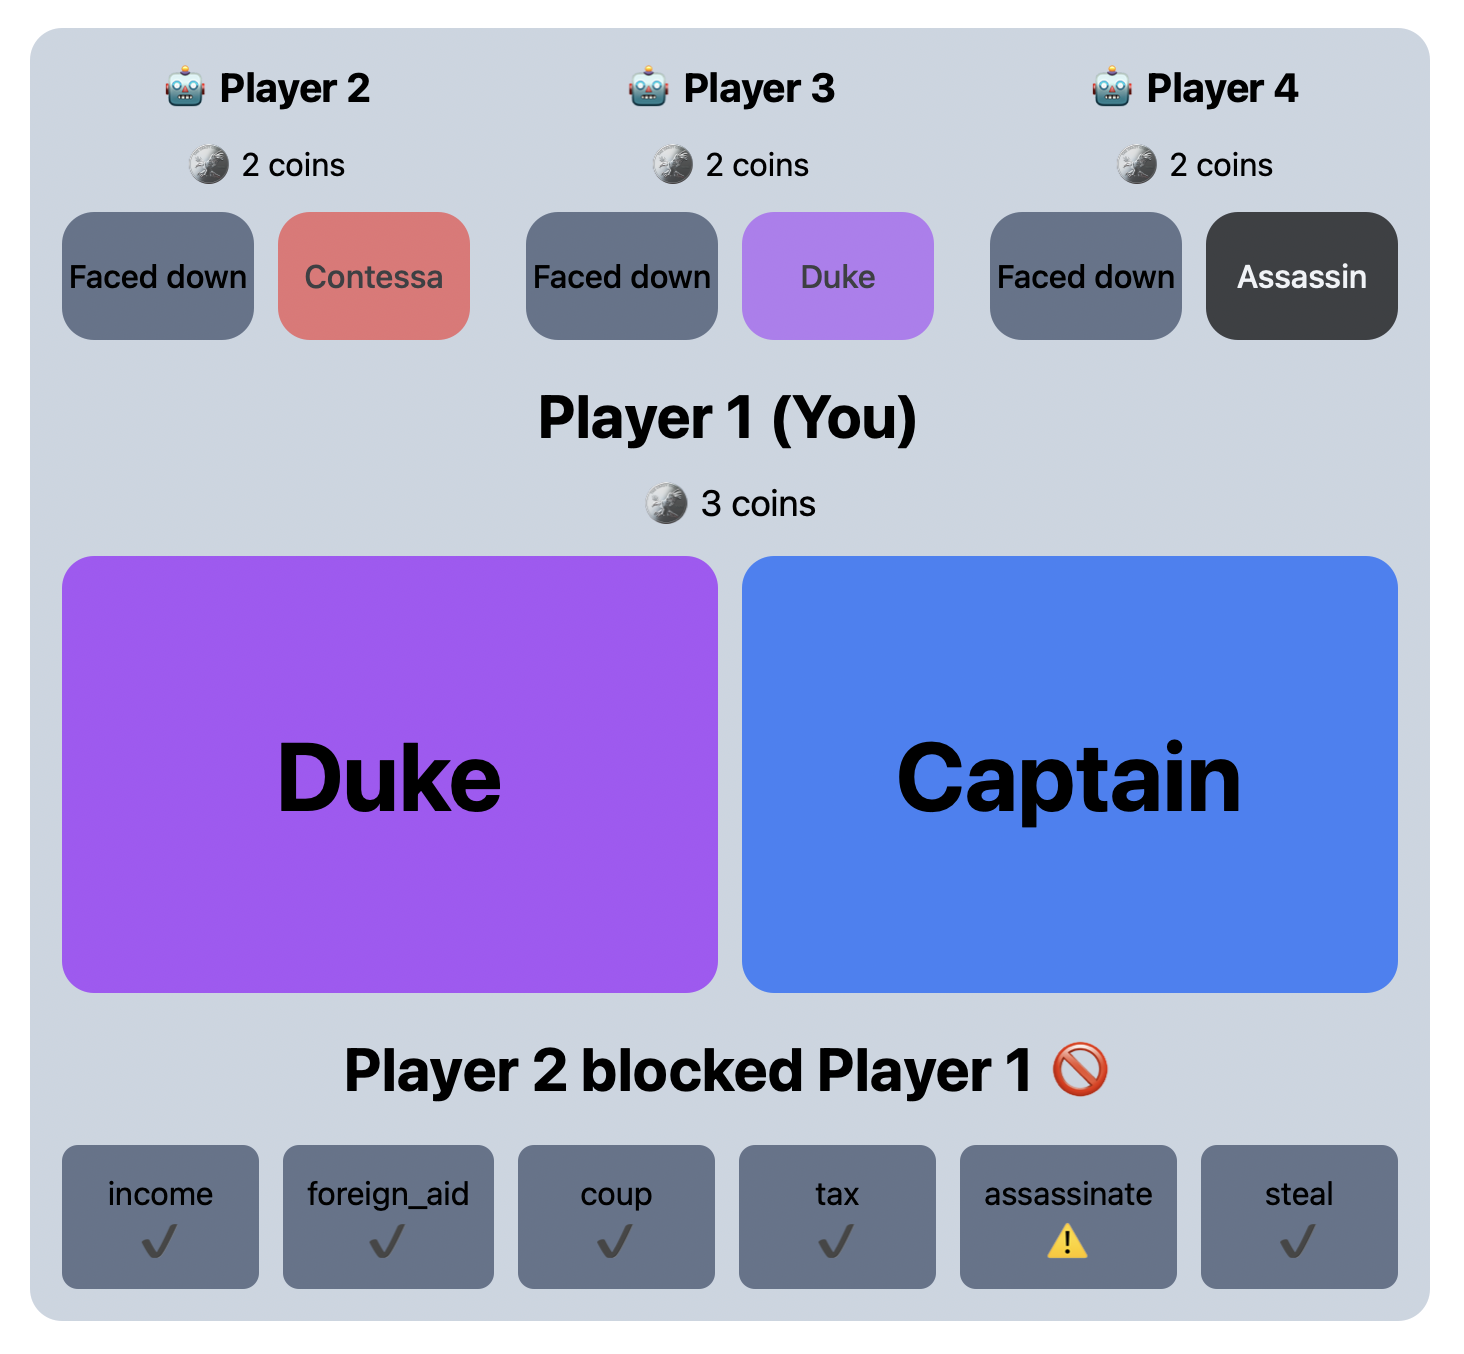 🤖 Player 2
2 coins
Faced down
Contessa
🤖 Player 3
2 coins
Faced down
Duke
🤖 Player 4
2 coins
Faced down
Assassin
Player 1 (You)
3 coins
Duke
Captain
Player 2 blocked Player 1 🚫
income ✔
foreign_aid ✔
coup ✔
tax ✔
assassinate ⚠️
steal ✔